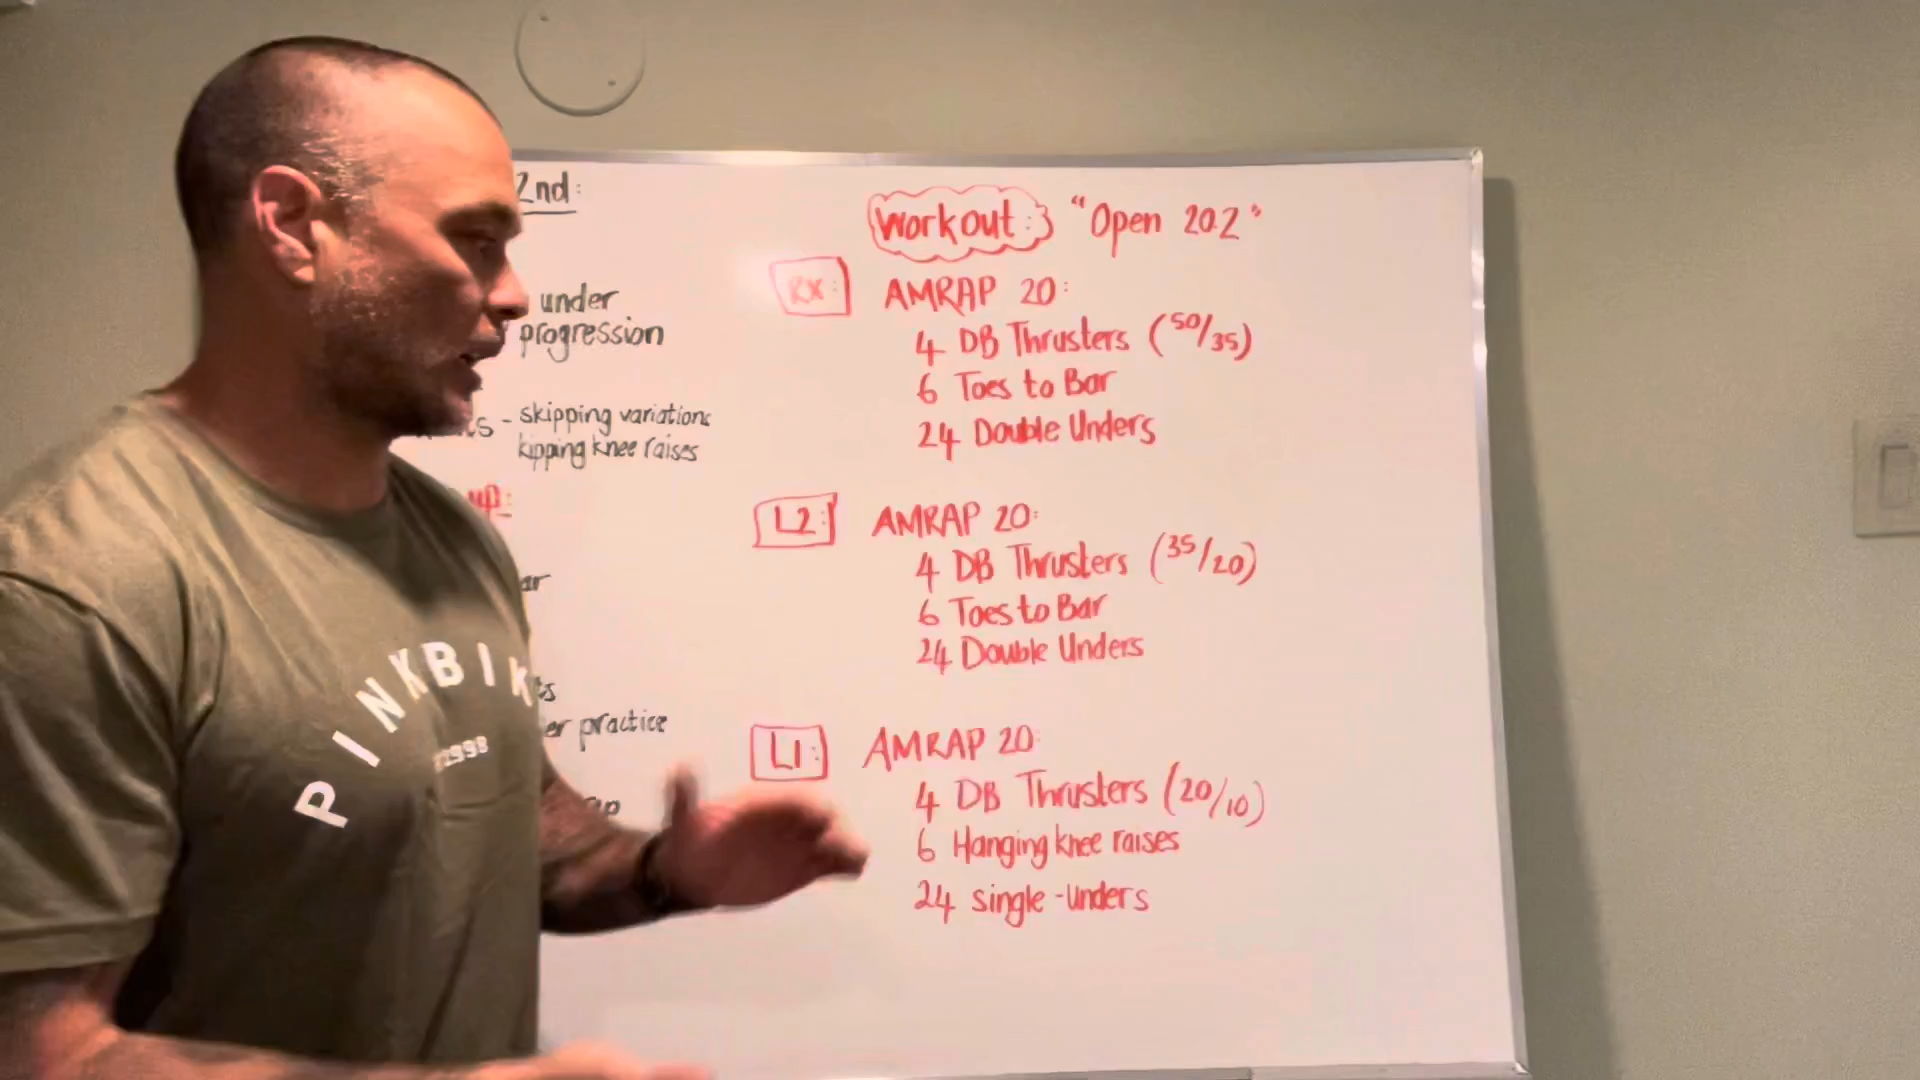 2nd:
under
progression
- skipping variations
kipping knee raises
up:
practice
Workout: "Open 20.2"
RX: AMRAP 20:
4 DB Thrusters (50/35)
6 Toes to Bar
24 Double Unders
L2: AMRAP 20:
4 DB Thrusters (35/20)
6 Toes to Bar
24 Double Unders
L1: AMRAP 20:
4 DB Thrusters (20/10)
6 Hanging knee raises
24 single-unders
PINKBIK